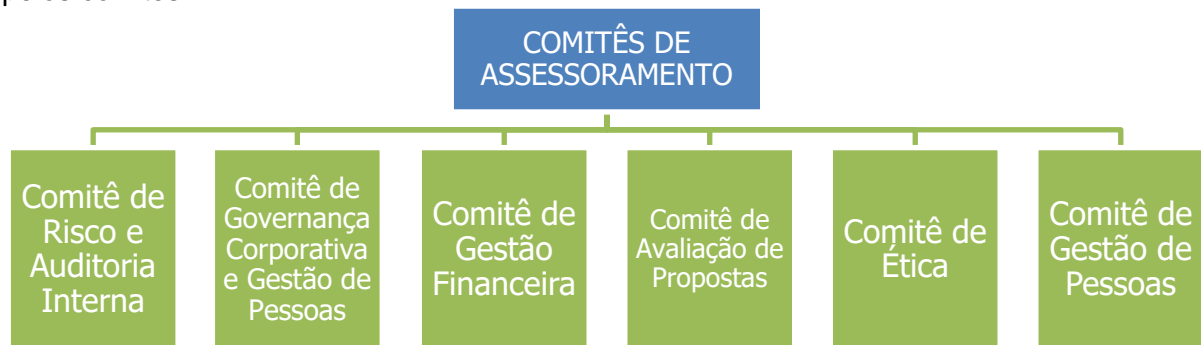 COMITÊS DE
ASSESSORAMENTO
Comitê de
Risco e
Auditoria
Interna
Comitê de
Governança
Corporativa
e Gestão de
Pessoas
Comitê de
Gestão
Financeira
Comitê de
Avaliação de
Propostas
Comitê de
Ética
Comitê de
Gestão de
Pessoas